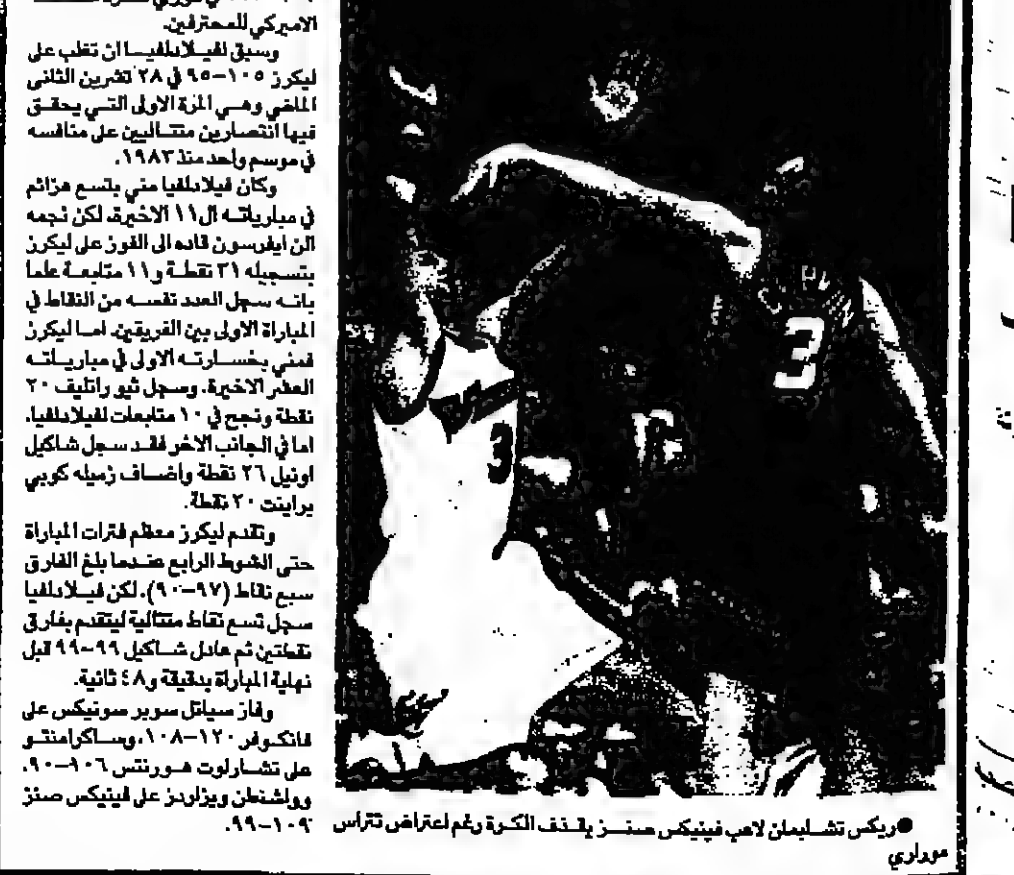 الاميركي للمحترفين.
وسبق لفيلادلفيا ان تغلب على
ليكرز ١٠٥-٩٥ في ٢٨ تشرين الثاني
الماضي وهي المرة الاولى التي يحقق
فيها انتصارين متتاليين على منافسه
في موسم واحد منذ ١٩٨٣.
وكان فيلادلفيا مني بتسع هزائم
في مبارياته ال١١ الاخيرة، لكن نجمه
الن ايفرسون قاده الى الفوز على ليكرز
بتسجيله ٣١ نقطة و١١ متابعة علما
بانه سجل العدد نفسه من النقاط في
المباراة الاولى بين الفريقين. اما ليكرز
فمني بخسارته الاولى في مبارياته
العشر الاخيرة. وسجل ثيو راتليف ٢٠
نقطة ونجح في ١٠ متابعات لفيلادلفيا.
اما في الجانب الاخر فقد سجل شاكيل
اونيل ٢٦ نقطة واضاف زميله كوبي
براينت ٢٠ نقطة.
وتقدم ليكرز معظم فترات المباراة
حتى الشوط الرابع عندما بلغ الفارق
سبع نقاط (٩٧-٩٠). لكن فيلادلفيا
سجل تسع نقاط متتالية ليتقدم بفارق
نقطتين ثم عادل شاكيل ٩٩-٩٩ قبل
نهاية المباراة بدقيقة و٤٨ ثانية.
وفاز سياتل سوبر سونيكس على
فانكوفر ١٢٠-١٠٨، وساكرامنتو
على تشارلوت هورنتس ١٠٦-٩٠،
وواشنطن ويزاردز على فينيكس صنز
١٠٩-٩٩.
3
3
●ريكس تشابمان لاعب فينيكس صنز يقذف الكرة رغم اعتراض تتراس
موراري